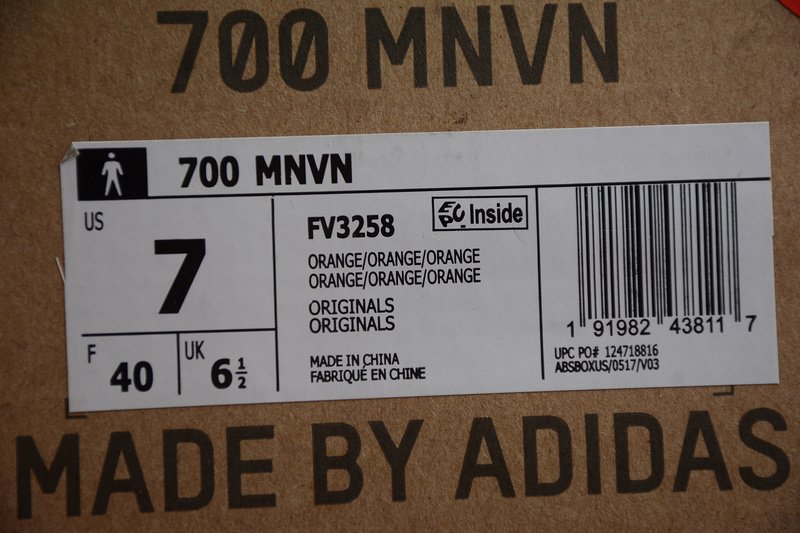 700 MNVN
700 MNVN
US
7
F
40
UK
6 1/2
FV3258
EPC Inside
ORANGE/ORANGE/ORANGE
ORANGE/ORANGE/ORANGE
ORIGINALS
ORIGINALS
MADE IN CHINA
FABRIQUÉ EN CHINE
1 91982 43811 7
UPC PO# 124718816
ABSBOXUS/0517/V03
MADE BY ADIDAS